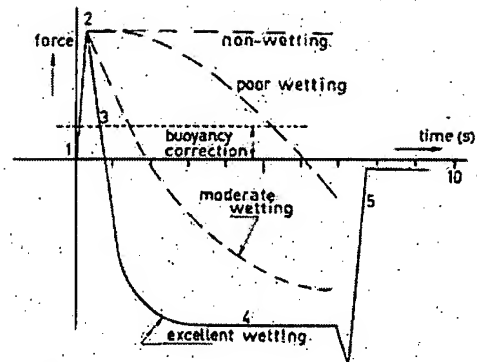 2
force
non-wetting
poor wetting
3
buoyancy
correction
time (s)
1
10
moderate
wetting
5
4
excellent wetting